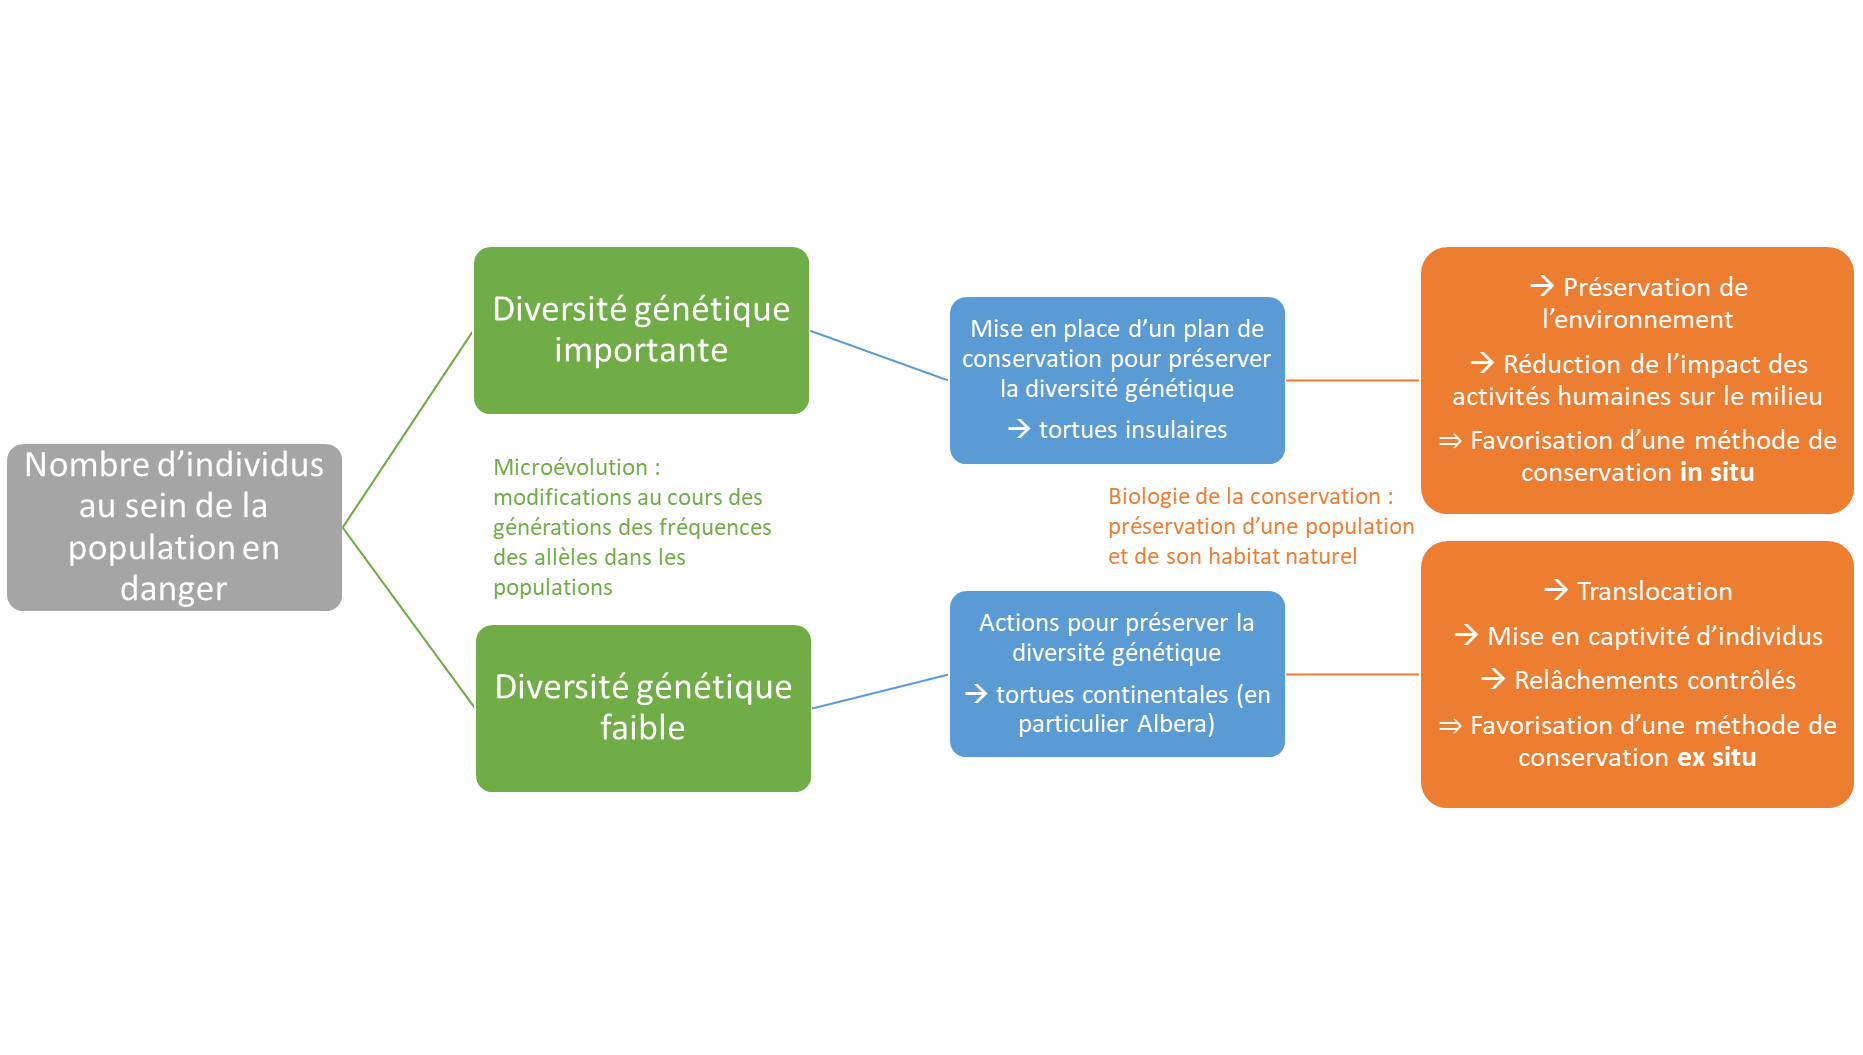 Nombre d’individus
au sein de la
population en
danger
Diversité génétique
importante
Microévolution :
modifications au cours des
générations des fréquences
des allèles dans les
populations
Diversité génétique
faible
Mise en place d’un plan de
conservation pour préserver
la diversité génétique
→ tortues insulaires
Biologie de la conservation :
préservation d’une population
et de son habitat naturel
Actions pour préserver la
diversité génétique
→ tortues continentales (en
particulier Albera)
→ Préservation de
l’environnement
→ Réduction de l’impact des
activités humaines sur le milieu
⇒ Favorisation d’une méthode de
conservation in situ
→ Translocation
→ Mise en captivité d’individus
→ Relâchements contrôlés
⇒ Favorisation d’une méthode de
conservation ex situ